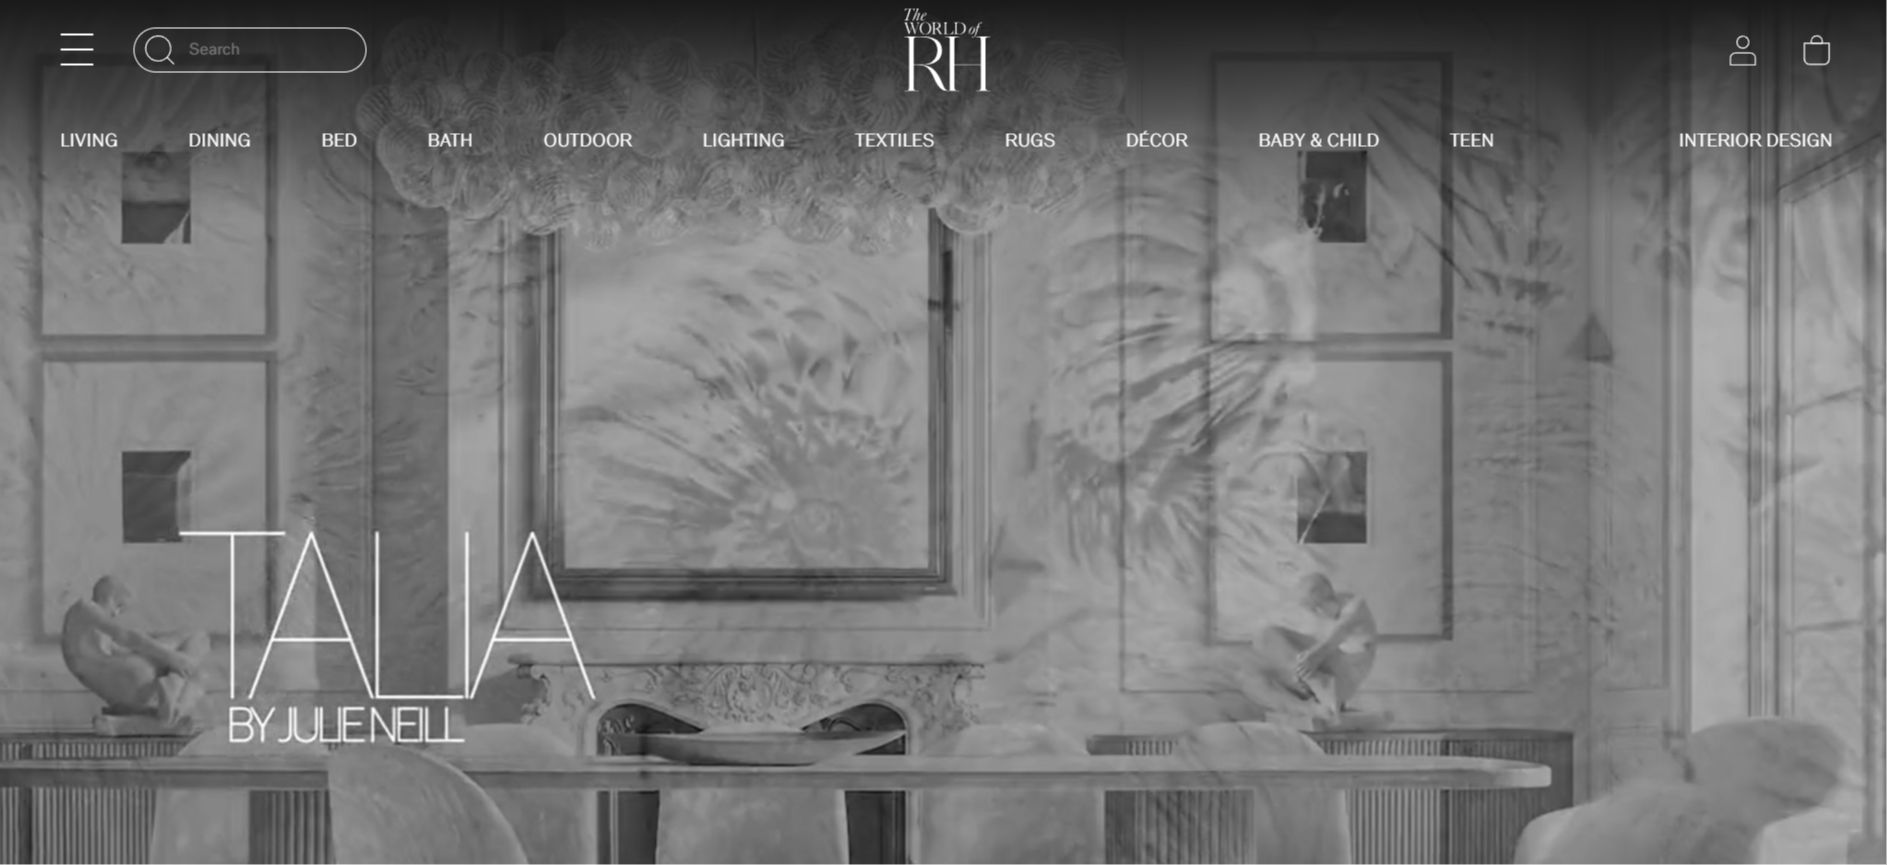 The
WORLD of
RH
Search
LIVING DINING BED BATH OUTDOOR LIGHTING TEXTILES RUGS DÉCOR BABY & CHILD TEEN INTERIOR DESIGN
TALIA
BY JULIE NEILL